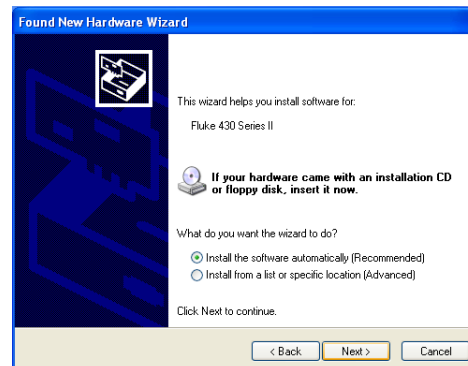 Found New Hardware Wizard
This wizard helps you install software for:
Fluke 430 Series II
If your hardware came with an installation CD
or floppy disk, insert it now.
What do you want the wizard to do?
Install the software automatically (Recommended)
Install from a list or specific location (Advanced)
Click Next to continue.
< Back Next > Cancel